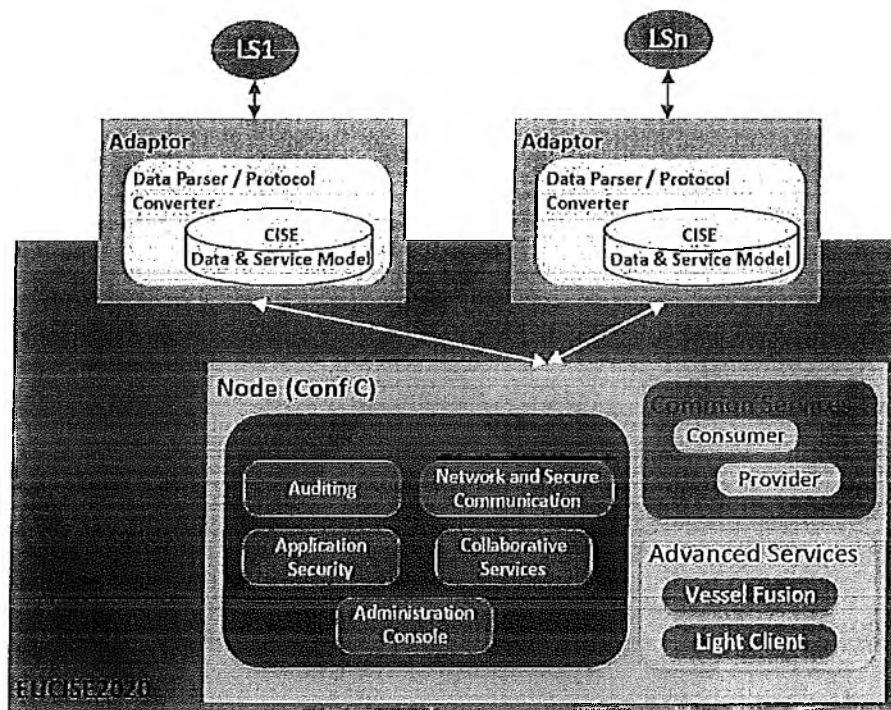 LS1
LSn
Adaptor
Data Parser / Protocol
Converter
CISE
Data & Service Model
Adaptor
Data Parser / Protocol
Converter
CISE
Data & Service Model
Node (Conf C)
Auditing
Network and Secure
Communication
Application
Security
Collaborative
Services
Administration
Console
Common Services
Consumer
Provider
Advanced Services
Vessel Fusion
Light Client
EUCISE2020